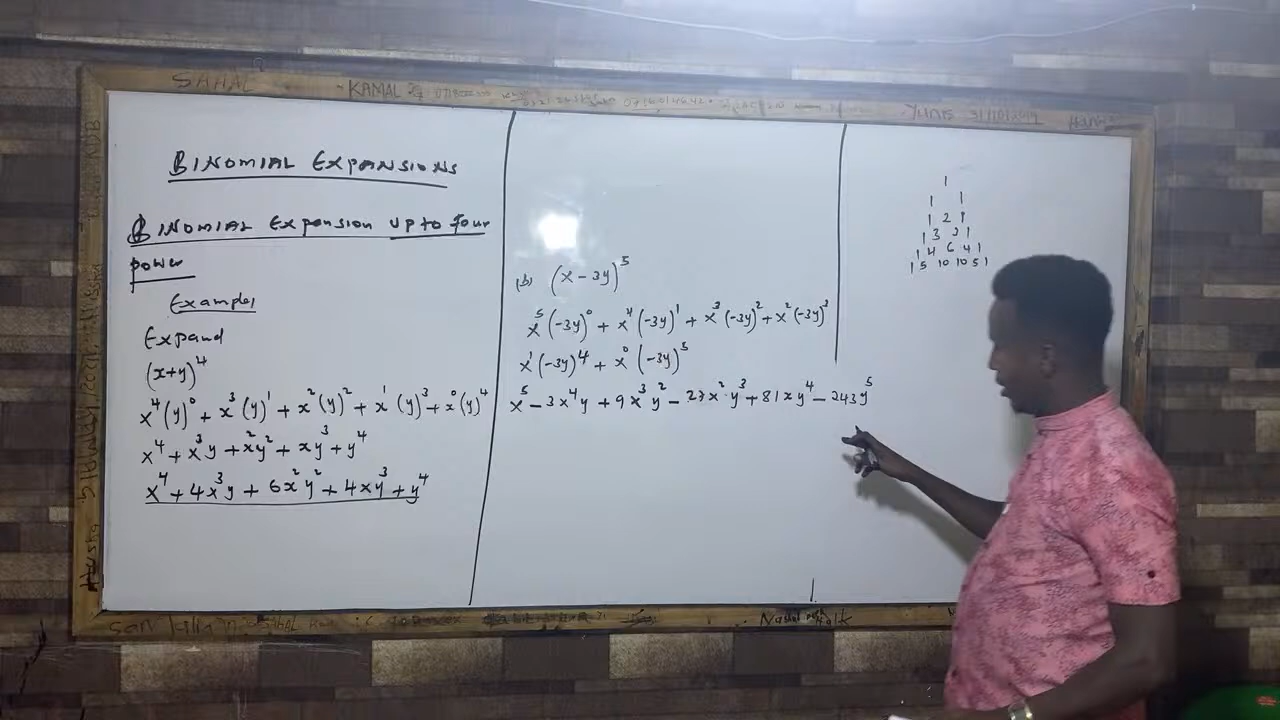 SAHAL
KAMAL
BINOMIAL EXPANSIONS
BINOMIAL Expansion up to four
power
Example
Expand
(x+y)⁴
x⁴(y)⁰ + x³(y)¹ + x²(y)² + x¹(y)³ + x⁰(y)⁴
x⁴ + x³y + x²y² + xy³ + y⁴
x⁴ + 4x³y + 6x²y² + 4xy³ + y⁴
(b) (x - 3y)⁵
x⁵(-3y)⁰ + x⁴(-3y)¹ + x³(-3y)² + x²(-3y)³
x¹(-3y)⁴ + x⁰(-3y)⁵
x⁵ - 3x⁴y + 9x³y² - 27x²y³ + 81xy⁴ - 243y⁵
1
1 1
1 2 1
1 3 3 1
1 4 6 4 1
1 5 10 10 5 1